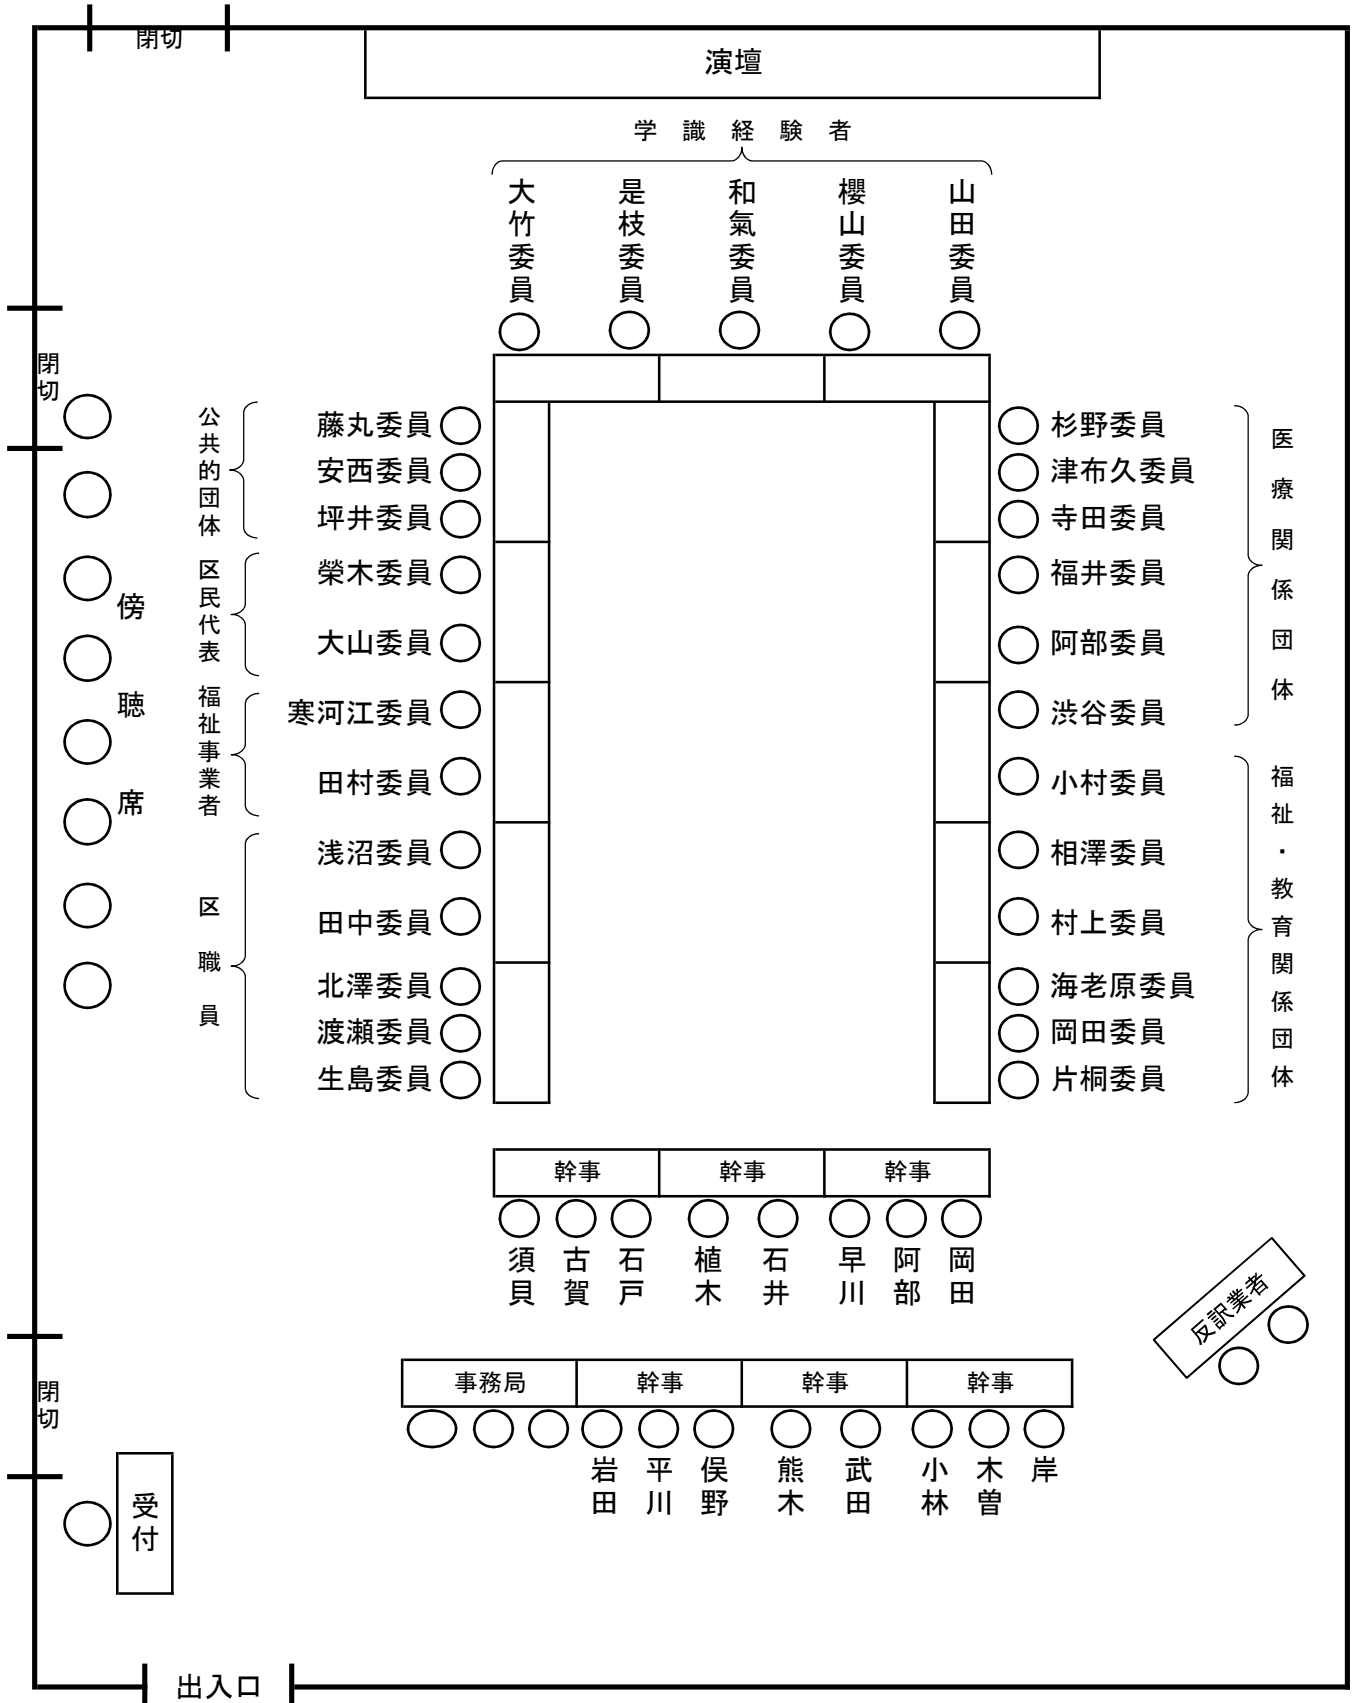 閉切
演壇
学識経験者
大竹委員
是枝委員
和氣委員
櫻山委員
山田委員
閉切
公共的団体
藤丸委員
安西委員
坪井委員
区民代表
榮木委員
大山委員
福祉事業者
寒河江委員
田村委員
区職員
浅沼委員
田中委員
北澤委員
渡瀬委員
生島委員
傍聴席
杉野委員
津布久委員
寺田委員
福井委員
阿部委員
渋谷委員
医療関係団体
小村委員
相澤委員
村上委員
海老原委員
岡田委員
片桐委員
福祉・教育関係団体
幹事
幹事
幹事
須貝
古賀
石戸
植木
石井
早川
阿部
岡田
反訳業者
事務局
幹事
幹事
幹事
岩田
平川
俣野
熊木
武田
小林
木曽
岸
閉切
受付
出入口